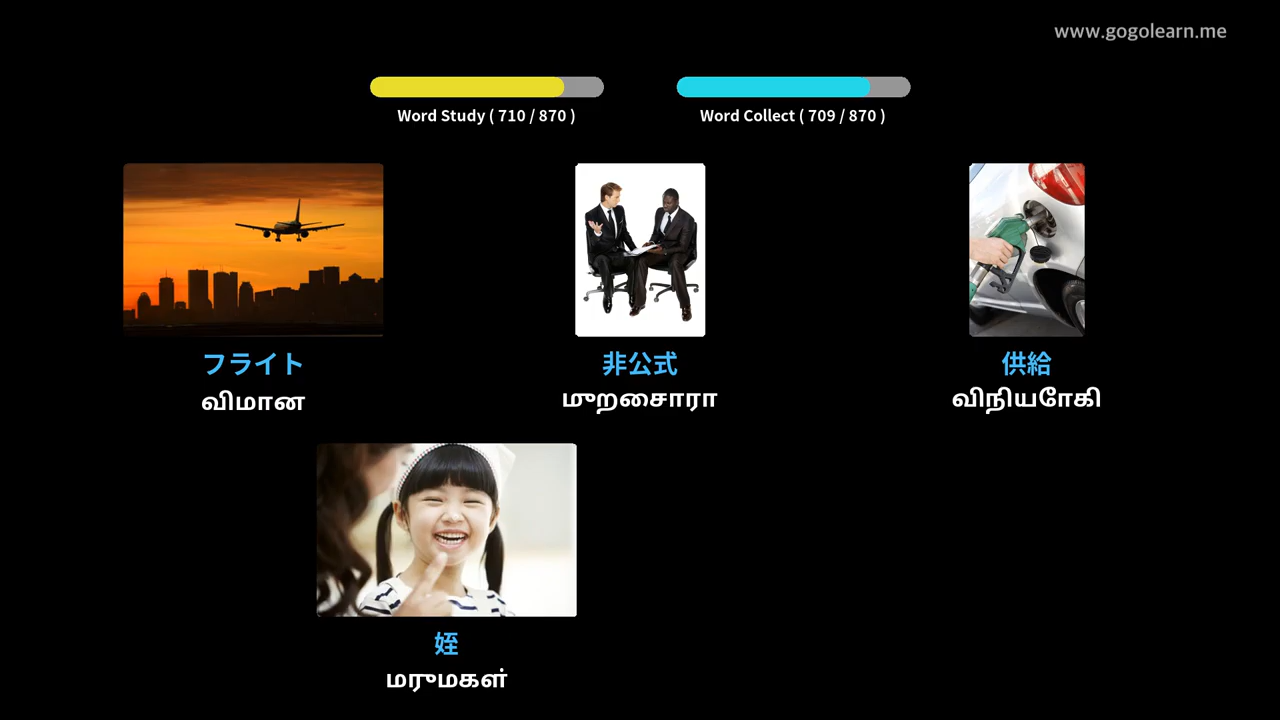 www.gogolearn.me
Word Study ( 710 / 870 )
Word Collect ( 709 / 870 )
フライト
非公式
供給
விமான
முறைசாரா
விநியோகி
姪
மருமகள்